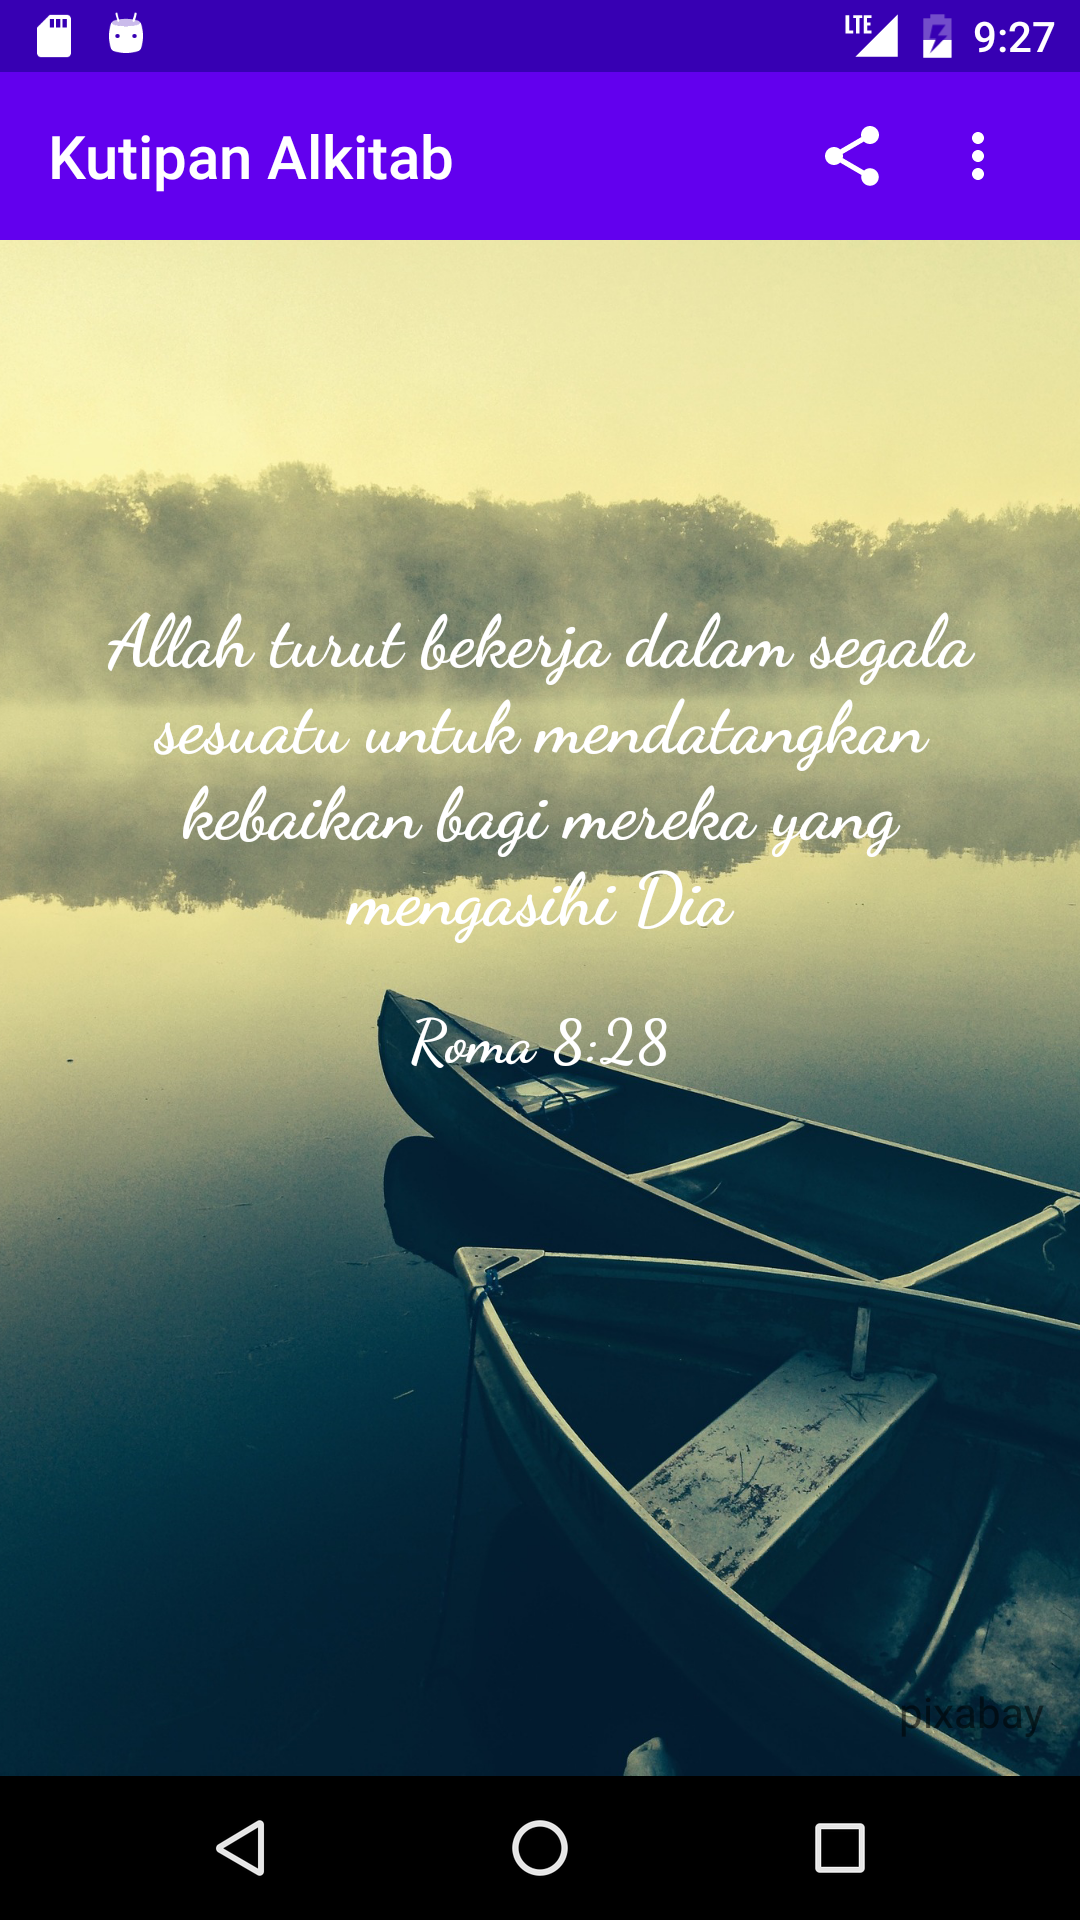 LTE 9:27
Kutipan Alkitab
Allah turut bekerja dalam segala
sesuatu untuk mendatangkan
kebaikan bagi mereka yang
mengasihi Dia
Roma 8:28
pixabay